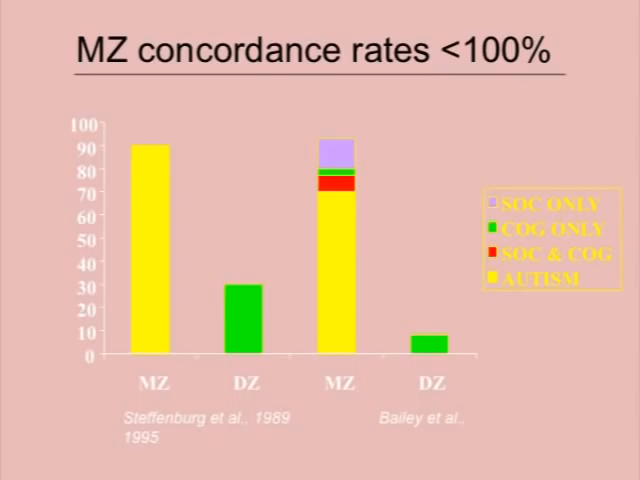 MZ concordance rates <100%
100
90
80
70
60
50
40
30
20
10
0
SOC ONLY
COG ONLY
SOC & COG
AUTISM
MZ DZ MZ DZ
Steffenburg et al., 1989 Bailey et al.,
1995